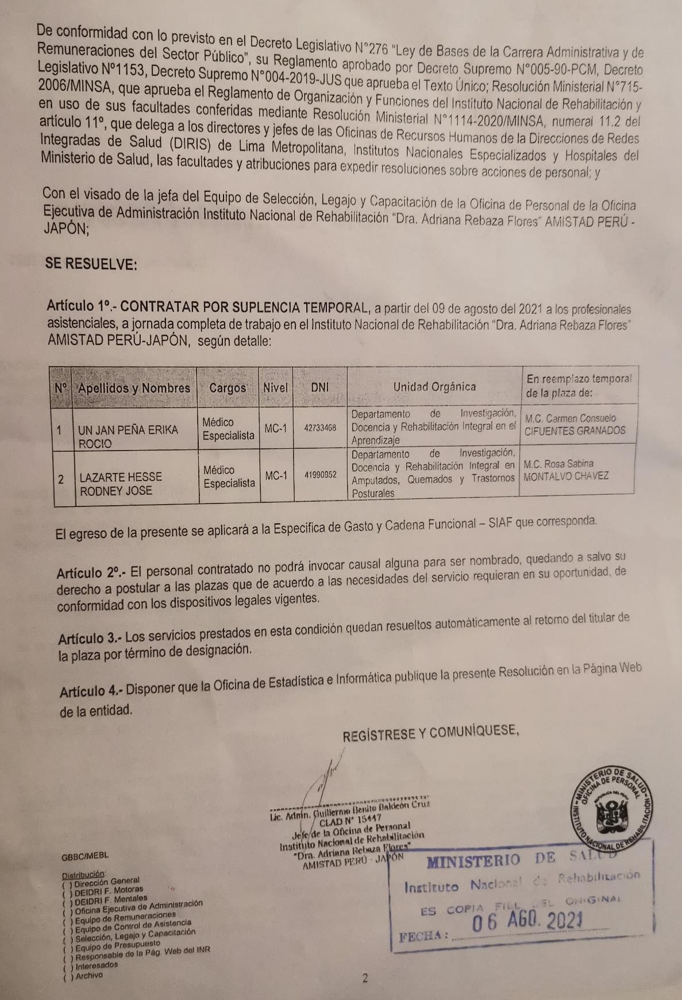 De conformidad con lo previsto en el Decreto Legislativo N°276 "Ley de Bases de la Carrera Administrativa y de
Remuneraciones del Sector Público", su Reglamento aprobado por Decreto Supremo N°005-90-PCM, Decreto
Legislativo Nº1153, Decreto Supremo N°004-2019-JUS que aprueba el Texto Único; Resolución Ministerial N°715-
2006/MINSA, que aprueba el Reglamento de Organización y Funciones del Instituto Nacional de Rehabilitación y
en uso de sus facultades conferidas mediante Resolución Ministerial N°1114-2020/MINSA, numeral 11.2 del
artículo 11º, que delega a los directores y jefes de las Oficinas de Recursos Humanos de la Direcciones de Redes
Integradas de Salud (DIRIS) de Lima Metropolitana, Institutos Nacionales Especializados y Hospitales del
Ministerio de Salud, las facultades y atribuciones para expedir resoluciones sobre acciones de personal; y
Con el visado de la jefa del Equipo de Selección, Legajo y Capacitación de la Oficina de Personal de la Oficina
Ejecutiva de Administración Instituto Nacional de Rehabilitación "Dra. Adriana Rebaza Flores" AMISTAD PERÚ -
JAPÓN;
SE RESUELVE:
Artículo 1º.- CONTRATAR POR SUPLENCIA TEMPORAL, a partir del 09 de agosto del 2021 a los profesionales
asistenciales, a jornada completa de trabajo en el Instituto Nacional de Rehabilitación "Dra. Adriana Rebaza Flores"
AMISTAD PERÚ-JAPÓN, según detalle:
Nº Apellidos y Nombres Cargos Nivel DNI Unidad Orgánica En reemplazo temporal
de la plaza de:
1 UN JAN PEÑA ERIKA
ROCIO
Médico
Especialista
MC-1
42733468
Departamento de Investigación,
Docencia y Rehabilitación Integral en el
Aprendizaje
M.C. Carmen Consuelo
CIFUENTES GRANADOS
2 LAZARTE HESSE
RODNEY JOSE
Médico
Especialista
MC-1
41990952
Departamento de Investigación,
Docencia y Rehabilitación Integral en
Amputados, Quemados y Trastornos
Posturales
M.C. Rosa Sabina
MONTALVO CHAVEZ
El egreso de la presente se aplicará a la Especifica de Gasto y Cadena Funcional – SIAF que corresponda.
Artículo 2º.- El personal contratado no podrá invocar causal alguna para ser nombrado, quedando a salvo su
derecho a postular a las plazas que de acuerdo a las necesidades del servicio requieran en su oportunidad, de
conformidad con los dispositivos legales vigentes.
Artículo 3.- Los servicios prestados en esta condición quedan resueltos automáticamente al retorno del titular de
la plaza por término de designación.
Artículo 4.- Disponer que la Oficina de Estadística e Informática publique la presente Resolución en la Página Web
de la entidad.
REGÍSTRESE Y COMUNÍQUESE,
Lic. Admn. Guillermo Benito Baldeón Cruz
CLAD Nº 15447
Jefe de la Oficina de Personal
Instituto Nacional de Rehabilitación
"Dra. Adriana Rebaza Flores"
AMISTAD PERÚ - JAPÓN
MINISTERIO DE SALUD
OFICINA DE PERSONAL
REPUBLICA DEL PERU
INSTITUTO NACIONAL DE REHABILITACIÓN
MINISTERIO DE SALUD
Instituto Nacional de Rehabilitación
ES COPIA FIEL DEL ORIGINAL
06 AGO. 2021
FECHA:
GBBC/MEBL
Distribución:
( ) Dirección General
( ) DEIDRI F. Motoras
( ) DEIDRI F. Mentales
( ) Oficina Ejecutiva de Administración
( ) Equipo de Remuneraciones
( ) Equipo de Control de Asistencia
( ) Selección, Legajo y Capacitación
( ) Equipo de Presupuesto
( ) Responsable de la Pág. Web del INR
( ) Interesados
( ) Archivo
2